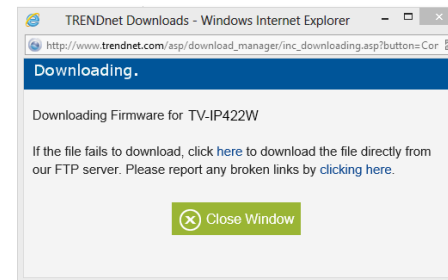 TRENDnet Downloads - Windows Internet Explorer
http://www.trendnet.com/asp/download_manager/inc_downloading.asp?button=Cor
Downloading.
Downloading Firmware for TV-IP422W
If the file fails to download, click here to download the file directly from
our FTP server. Please report any broken links by clicking here.
Close Window